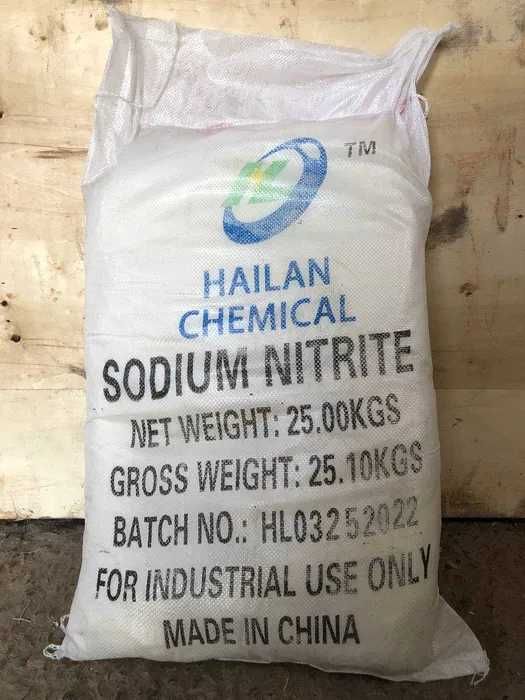 TM
HAILAN
CHEMICAL
SODIUM NITRITE
NET WEIGHT: 25.00KGS
GROSS WEIGHT: 25.10KGS
BATCH NO.: HL03252022
FOR INDUSTRIAL USE ONLY
MADE IN CHINA